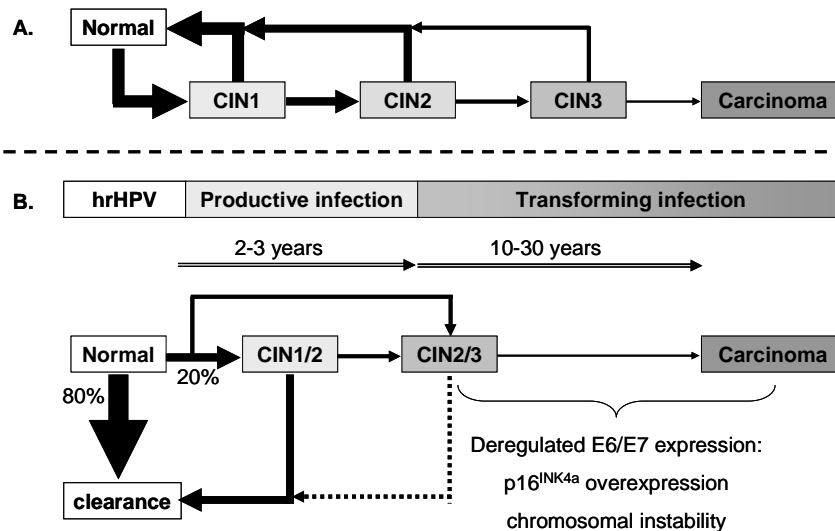 A.
Normal
CIN1
CIN2
CIN3
Carcinoma
B.
hrHPV
Productive infection
Transforming infection
2-3 years
10-30 years
Normal
CIN1/2
CIN2/3
Carcinoma
20%
80%
clearance
Deregulated E6/E7 expression:
p16INK4a overexpression
chromosomal instability